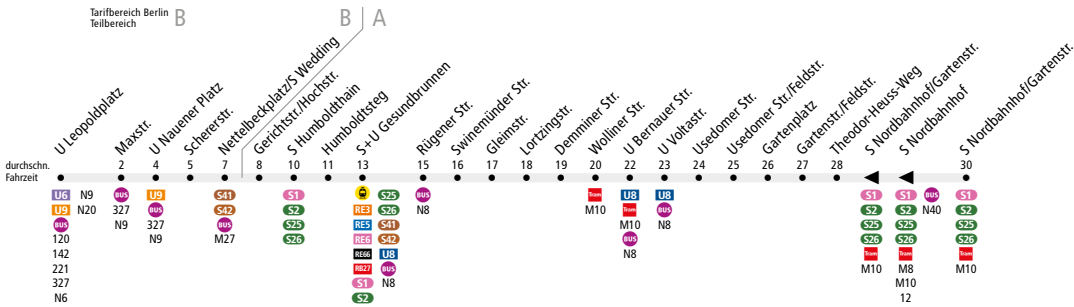 Tarifbereich Berlin
Teilbereich
B
B
A
U Leopoldplatz
Maxstr.
U Nauener Platz
Schererstr.
Nettelbeckplatz/S Wedding
Gerichtstr./Hochstr.
S Humboldthain
Humboldtsteg
S+U Gesundbrunnen
Rügener Str.
Swinemünder Str.
Gleimstr.
Lortzingstr.
Demminer Str.
Wolliner Str.
U Bernauer Str.
U Voltastr.
Usedomer Str.
Usedomer Str./Feldstr.
Gartenplatz
Gartenstr./Feldstr.
Theodor-Heuss-Weg
S Nordbahnhof/Gartenstr.
S Nordbahnhof
S Nordbahnhof/Gartenstr.
durchschn.
Fahrzeit
2 4 5 7 8 10 11 13 15 16 17 18 19 20 22 23 24 25 26 27 28 30
U6 N9
U9 N20
BUS
120
142
221
327
N6
BUS
327
N9
U9
BUS
327
N9
S41
S42
BUS
M27
S1
S2
S25
S26
S25
RE3 S26
RE5 S41
RE6 S42
RE66 U8
RB27 BUS
S1 N8
S2
BUS
N8
Tram
M10
U8
Tram
M10
BUS
N8
U8
BUS
N8
S1
S2
S25
S26
Tram
M10
S1 BUS
S2 N40
S25
S26
Tram
M8
M10
12
S1
S2
S25
S26
Tram
M10